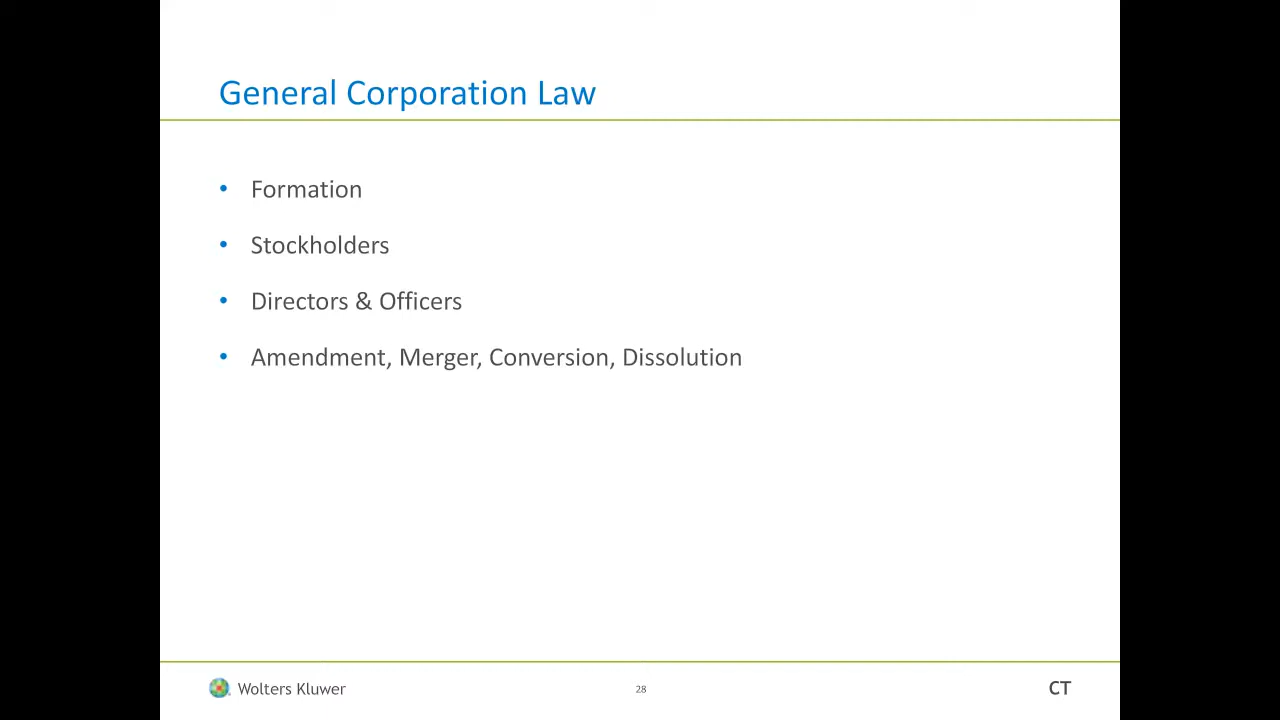 General Corporation Law
• Formation
• Stockholders
• Directors & Officers
• Amendment, Merger, Conversion, Dissolution
Wolters Kluwer
28
CT